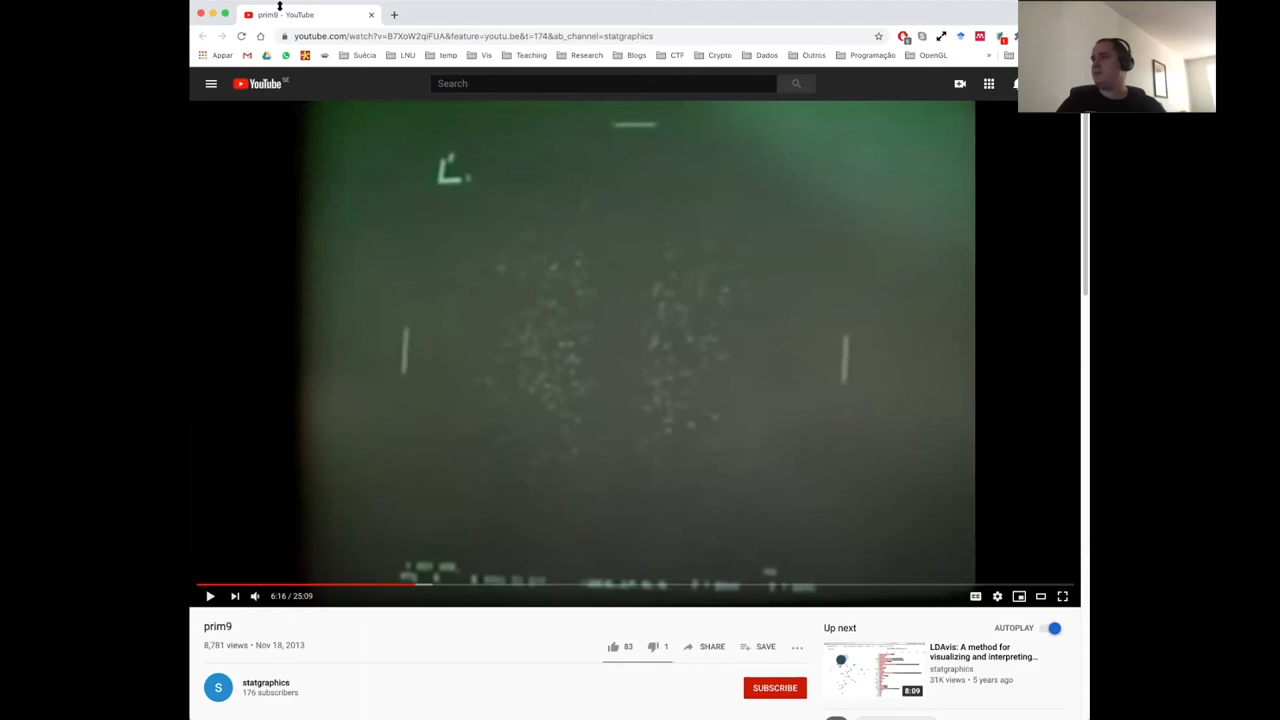 prim9 - YouTube
youtube.com/watch?v=B7XoW2qiFUA&feature=youtu.be&t=174&ab_channel=statgraphics
Appar
Suécia
LNU
temp
Vis
Teaching
Research
Blogs
CTF
Crypto
Dados
Outros
Programação
OpenGL
»
YouTube SE
Search
6:16 / 25:09
prim9
8,781 views • Nov 18, 2013
83
1
SHARE
SAVE
S
statgraphics
176 subscribers
SUBSCRIBE
Up next
AUTOPLAY
LDAvis: A method for
visualizing and interpreting...
statgraphics
31K views • 5 years ago
8:09